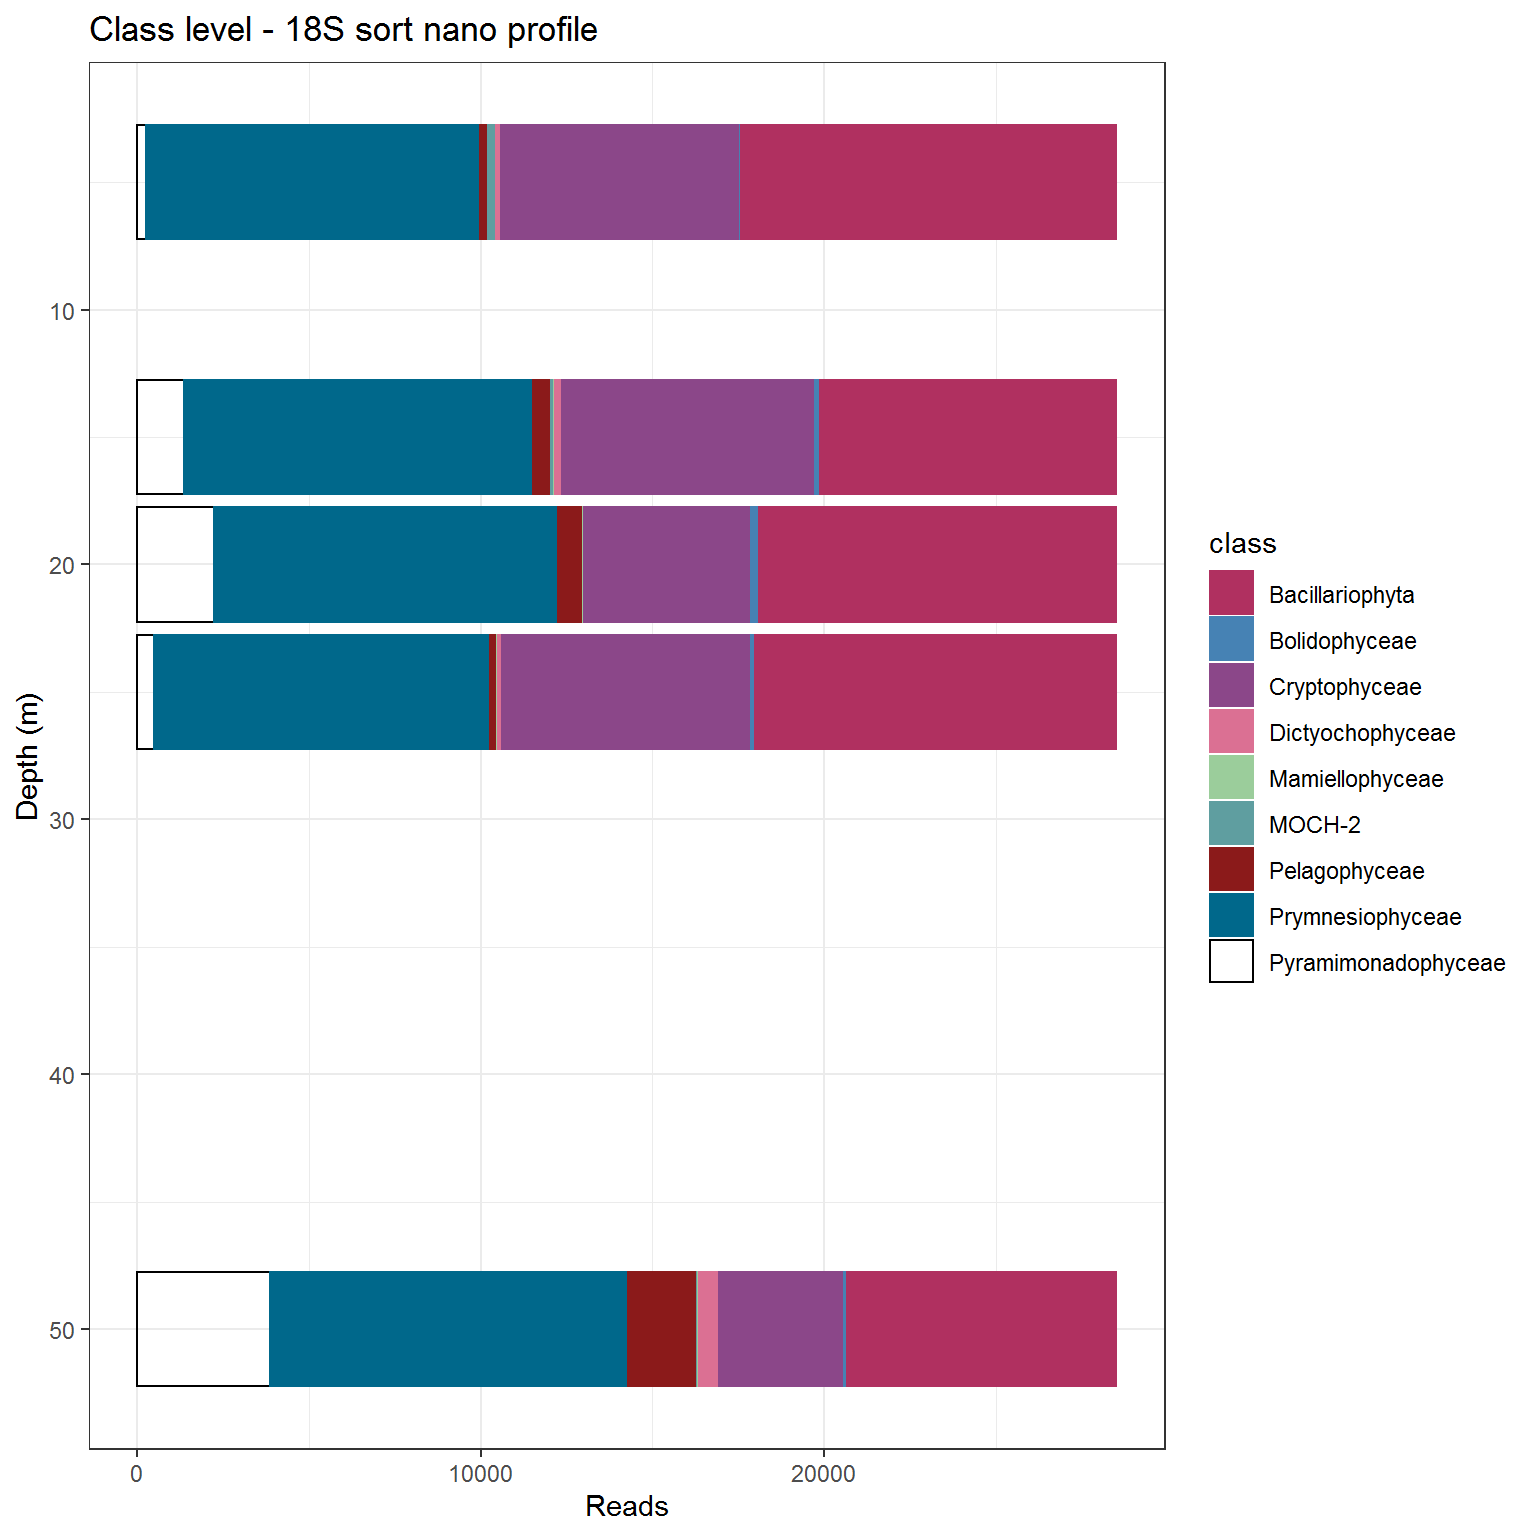 Class level - 18S sort nano profile
Depth (m)
10
20
30
40
50
0
10000
20000
Reads
class
Bacillariophyta
Bolidophyceae
Cryptophyceae
Dictyochophyceae
Mamiellophyceae
MOCH-2
Pelagophyceae
Prymnesiophyceae
Pyramimonadophyceae